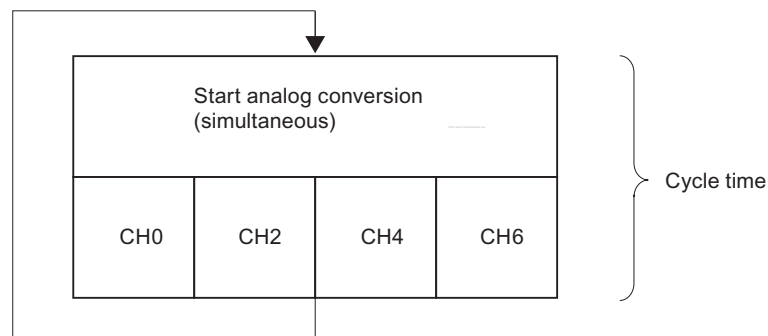 Start analog conversion
(simultaneous)
CH0
CH2
CH4
CH6
Cycle time